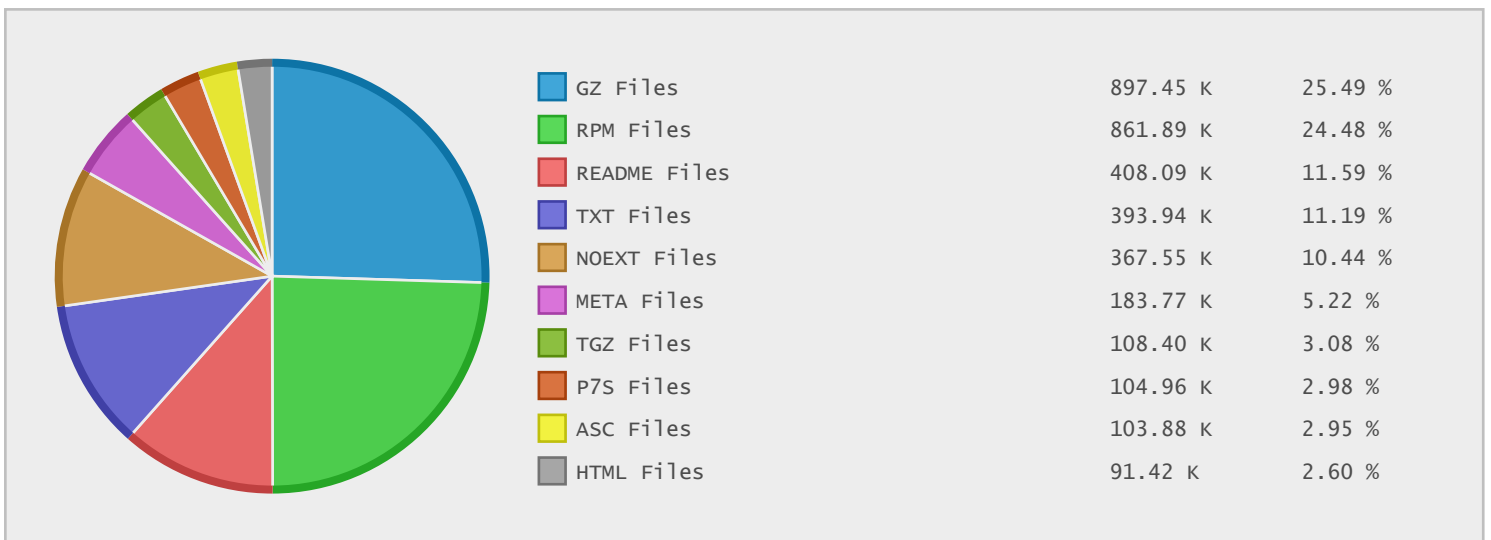 GZ Files 897.45 K 25.49 %
RPM Files 861.89 K 24.48 %
README Files 408.09 K 11.59 %
TXT Files 393.94 K 11.19 %
NOEXT Files 367.55 K 10.44 %
META Files 183.77 K 5.22 %
TGZ Files 108.40 K 3.08 %
P7S Files 104.96 K 2.98 %
ASC Files 103.88 K 2.95 %
HTML Files 91.42 K 2.60 %